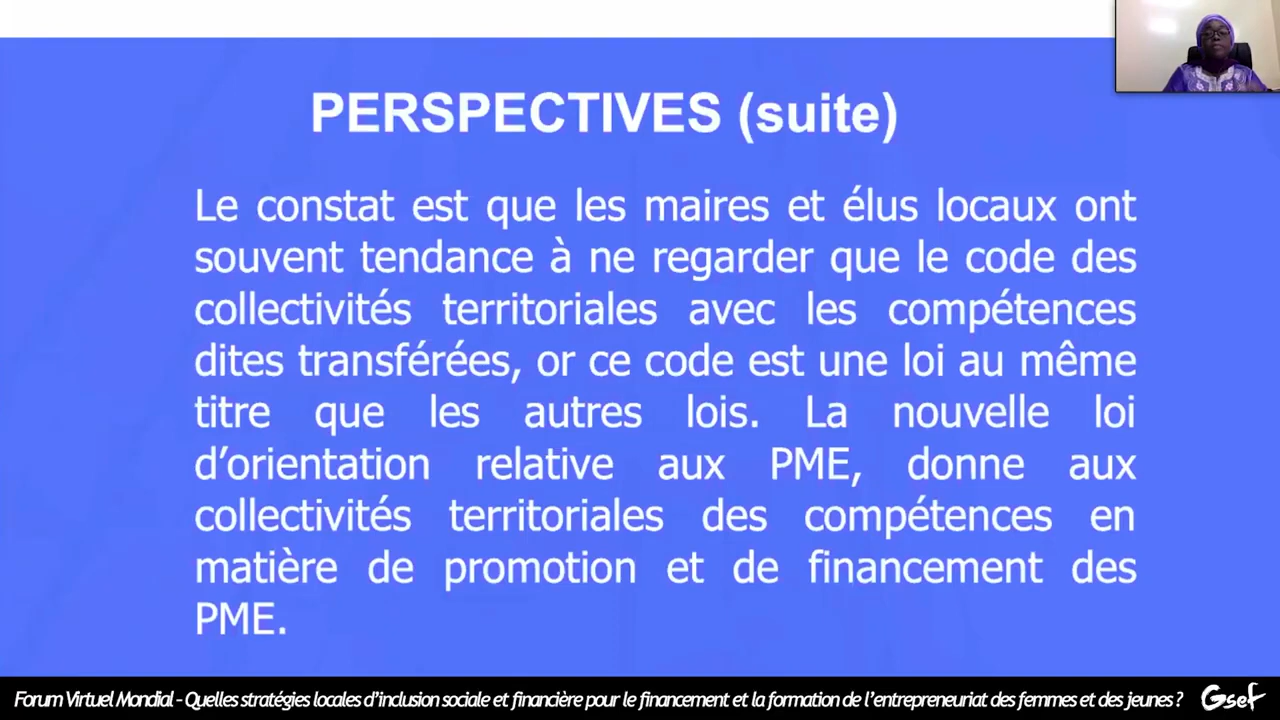 PERSPECTIVES (suite)
Le constat est que les maires et élus locaux ont
souvent tendance à ne regarder que le code des
collectivités territoriales avec les compétences
dites transférées, or ce code est une loi au même
titre que les autres lois. La nouvelle loi
d’orientation relative aux PME, donne aux
collectivités territoriales des compétences en
matière de promotion et de financement des
PME.
Forum Virtuel Mondial - Quelles stratégies locales d’inclusion sociale et financière pour le financement et la formation de l’entrepreneuriat des femmes et des jeunes ?
Gsef